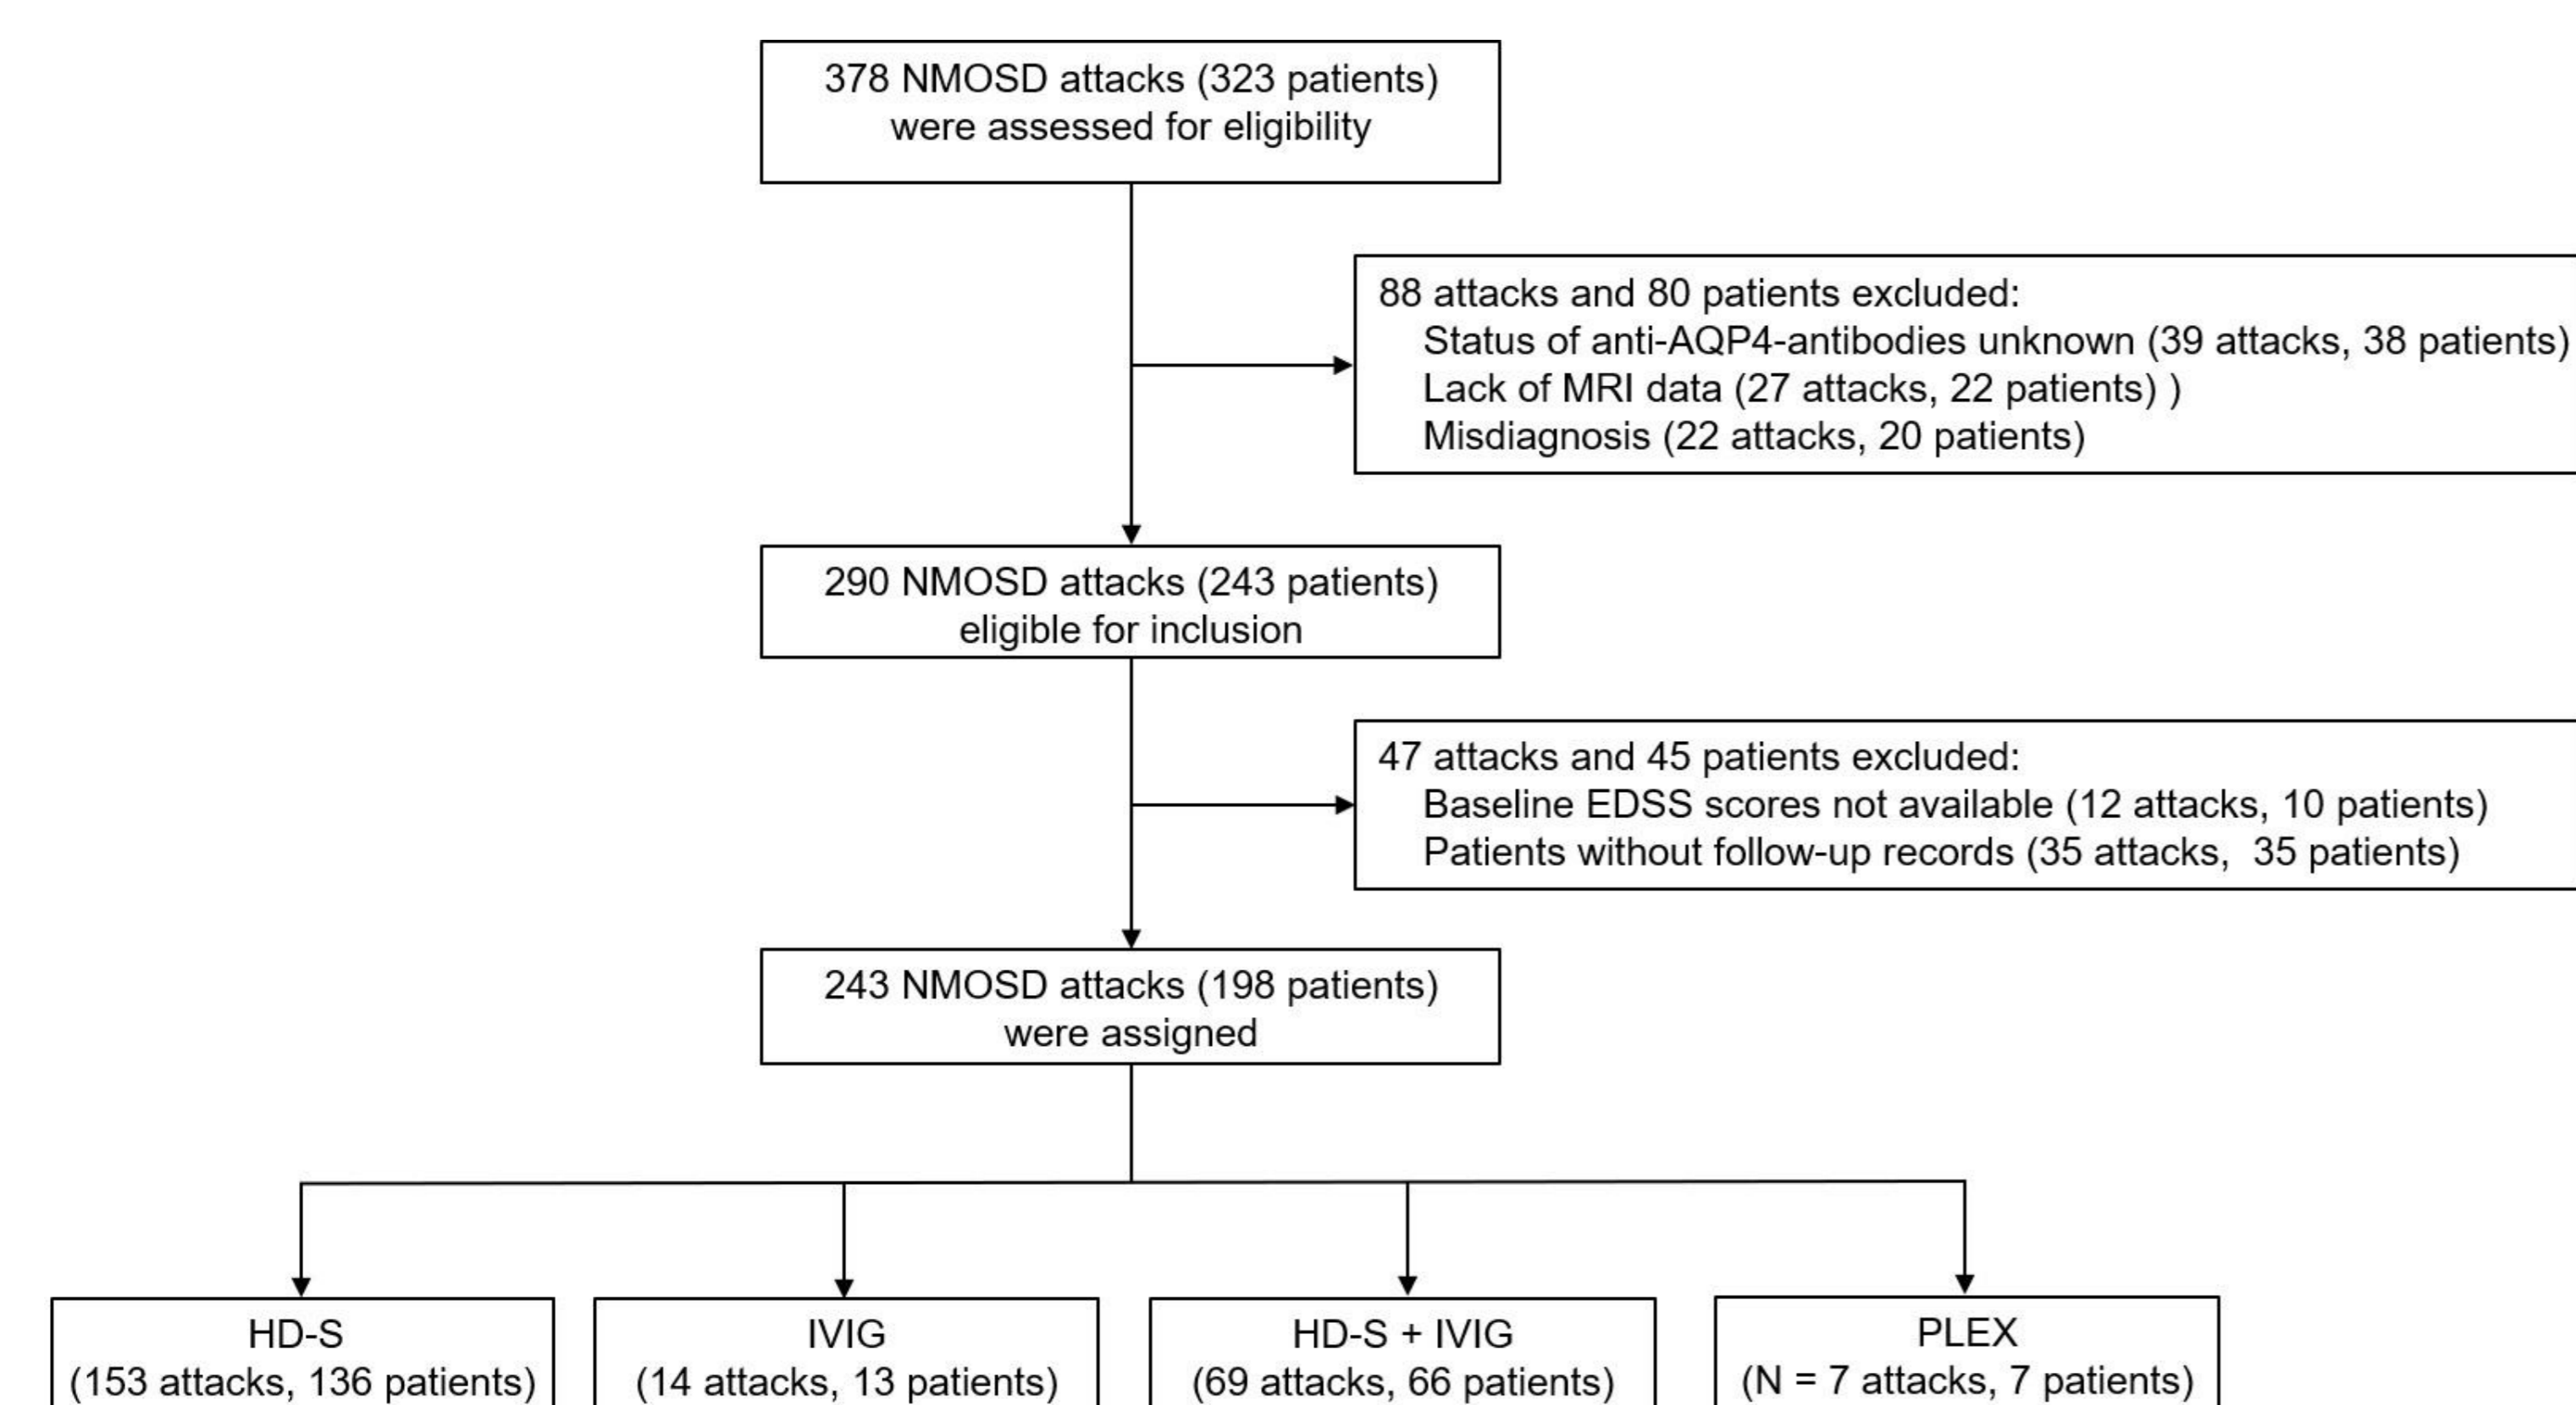 378 NMOSD attacks (323 patients)
were assessed for eligibility
88 attacks and 80 patients excluded:
Status of anti-AQP4-antibodies unknown (39 attacks, 38 patients)
Lack of MRI data (27 attacks, 22 patients) )
Misdiagnosis (22 attacks, 20 patients)
290 NMOSD attacks (243 patients)
eligible for inclusion
47 attacks and 45 patients excluded:
Baseline EDSS scores not available (12 attacks, 10 patients)
Patients without follow-up records (35 attacks,  35 patients)
243 NMOSD attacks (198 patients)
were assigned
HD-S
(153 attacks, 136 patients)
IVIG
(14 attacks, 13 patients)
HD-S + IVIG
(69 attacks, 66 patients)
PLEX
(N = 7 attacks, 7 patients)